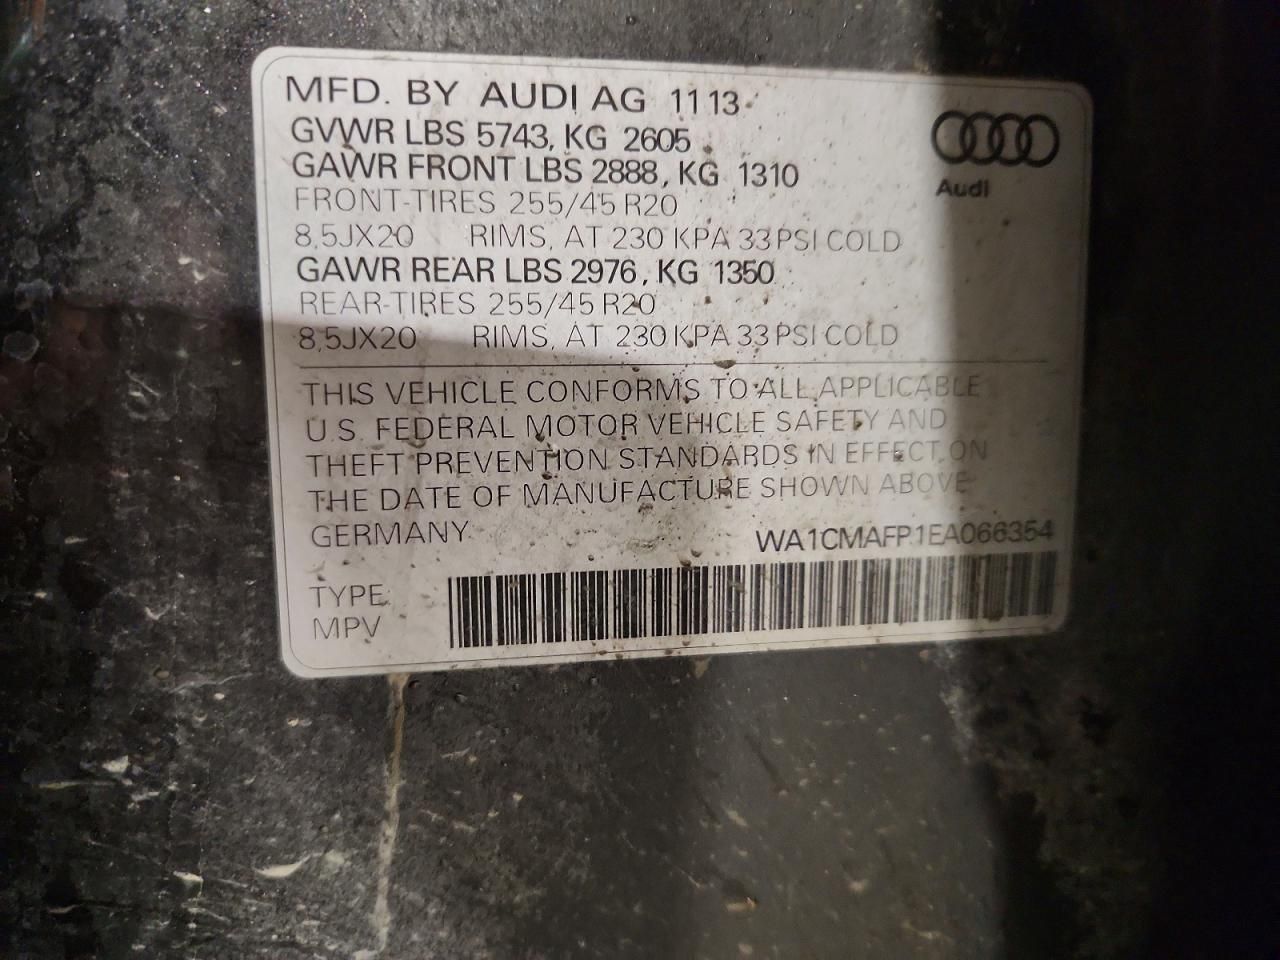 MFD. BY AUDI AG 11 13
GVWR LBS 5743, KG 2605
GAWR FRONT LBS 2888, KG 1310
FRONT-TIRES 255/45 R20
8,5JX20 RIMS, AT 230 KPA 33 PSI COLD
GAWR REAR LBS 2976, KG 1350
REAR-TIRES 255/45 R20
8,5JX20 RIMS, AT 230 KPA 33 PSI COLD
Audi
THIS VEHICLE CONFORMS TO ALL APPLICABLE
U.S. FEDERAL MOTOR VEHICLE SAFETY AND
THEFT PREVENTION STANDARDS IN EFFECT ON
THE DATE OF MANUFACTURE SHOWN ABOVE
GERMANY WA1CMAFP1EA066354
TYPE:
MPV